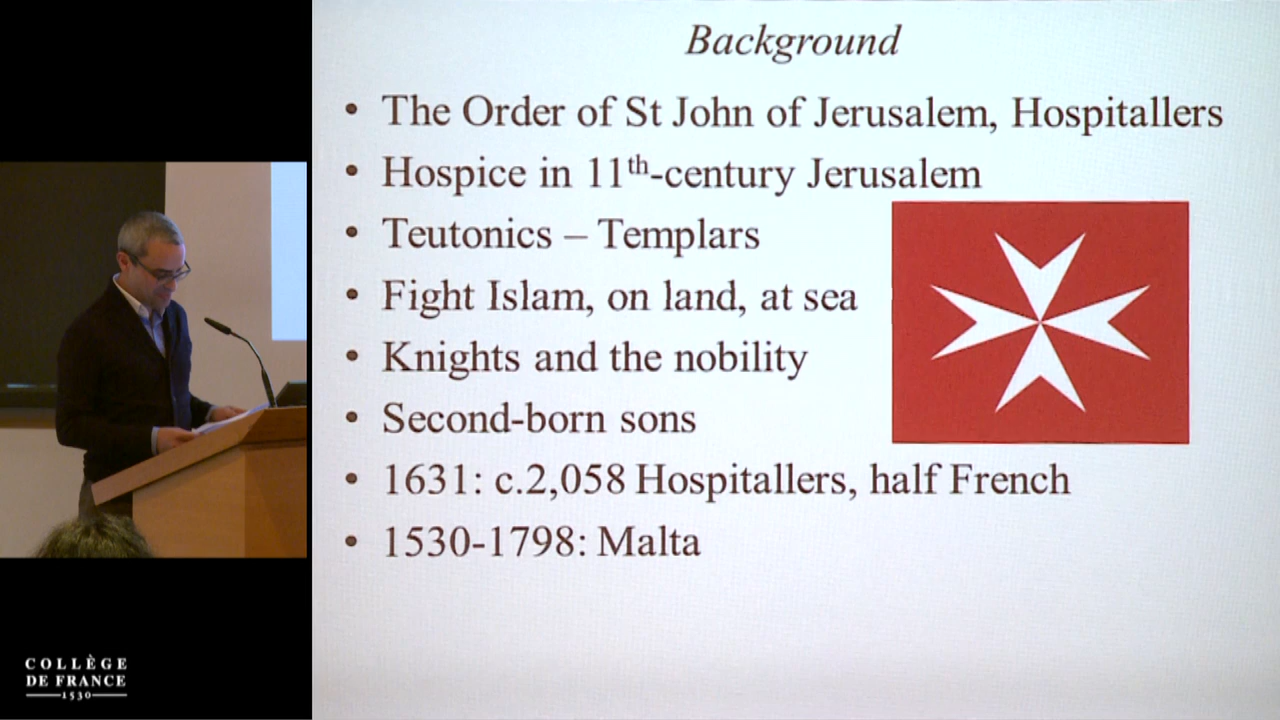 Background
• The Order of St John of Jerusalem, Hospitallers
• Hospice in 11th-century Jerusalem
• Teutonics – Templars
• Fight Islam, on land, at sea
• Knights and the nobility
• Second-born sons
• 1631: c.2,058 Hospitallers, half French
• 1530-1798: Malta
COLLÈGE
DE FRANCE
1530